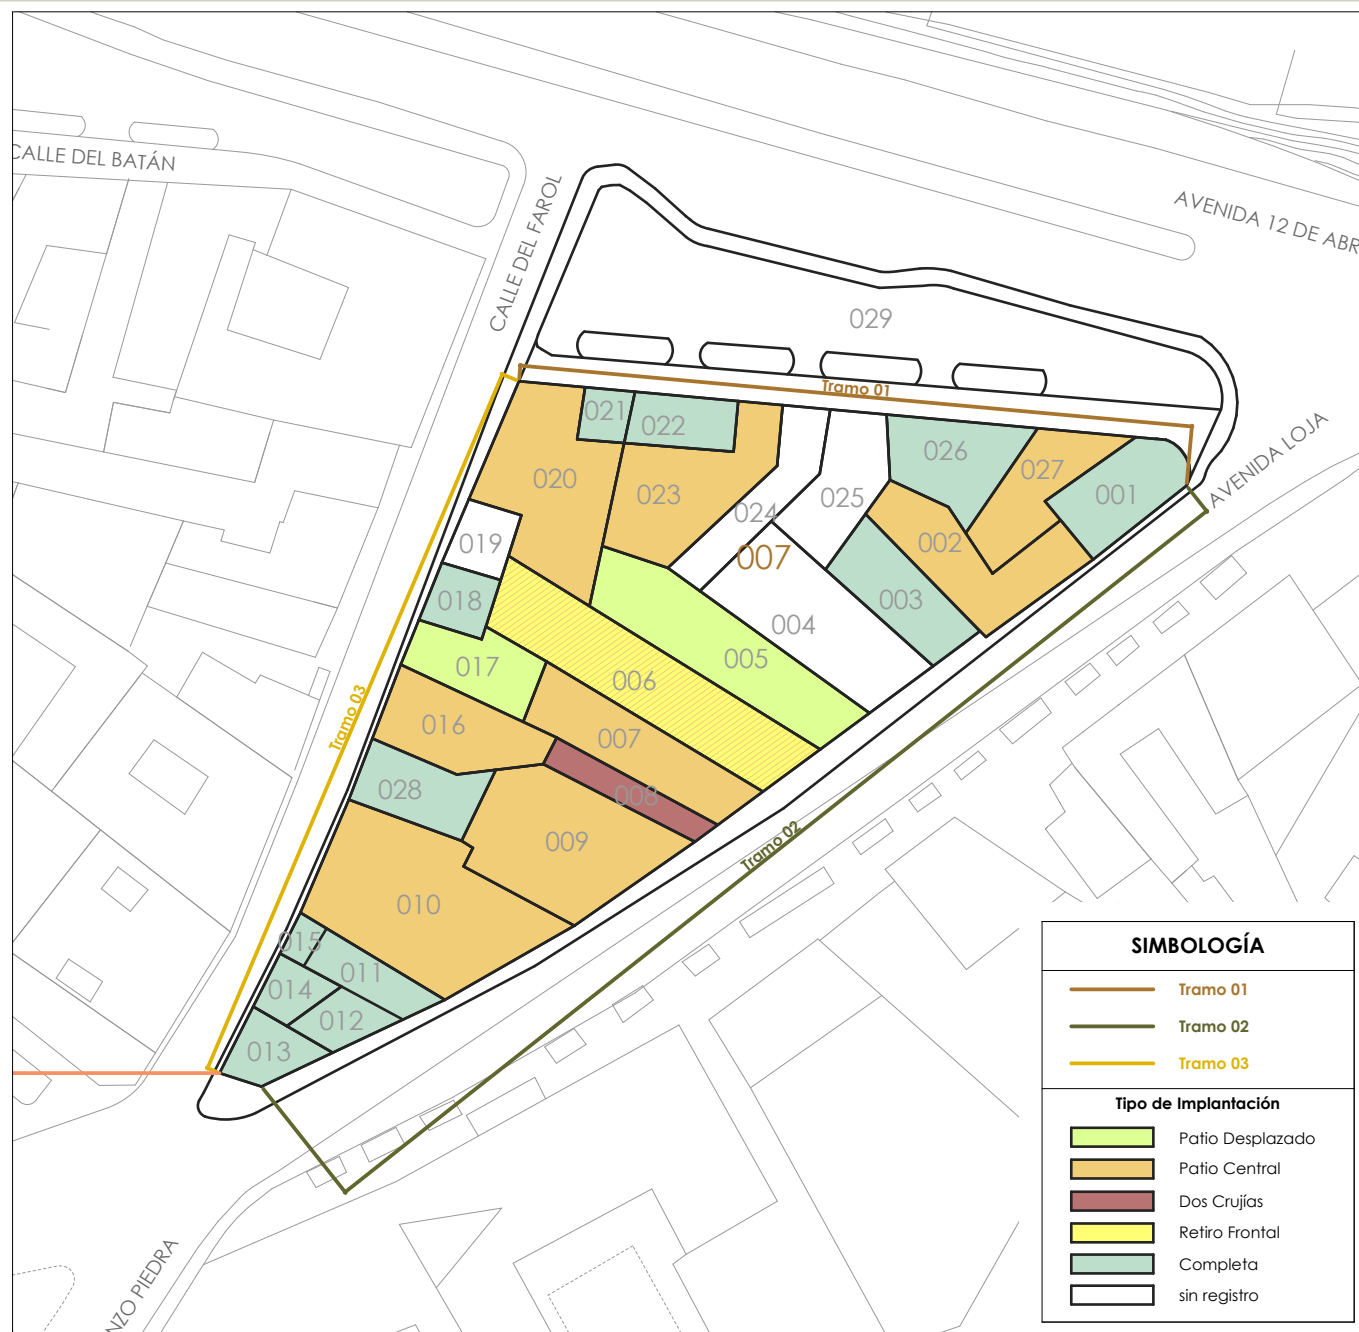 CALLE DEL BATÁN
CALLE DEL FAROL
AVENIDA 12 DE ABR
029
Tramo 01
AVENIDA LOJA
021
022
026
027
020
023
001
024
025
019
002
007
018
003
004
005
017
006
Tramo 03
016
007
028
008
009
Tramo 02
010
015
011
014
012
013
NZO PIEDRA
SIMBOLOGÍA
Tramo 01
Tramo 02
Tramo 03
Tipo de Implantación
Patio Desplazado
Patio Central
Dos Crujías
Retiro Frontal
Completa
sin registro